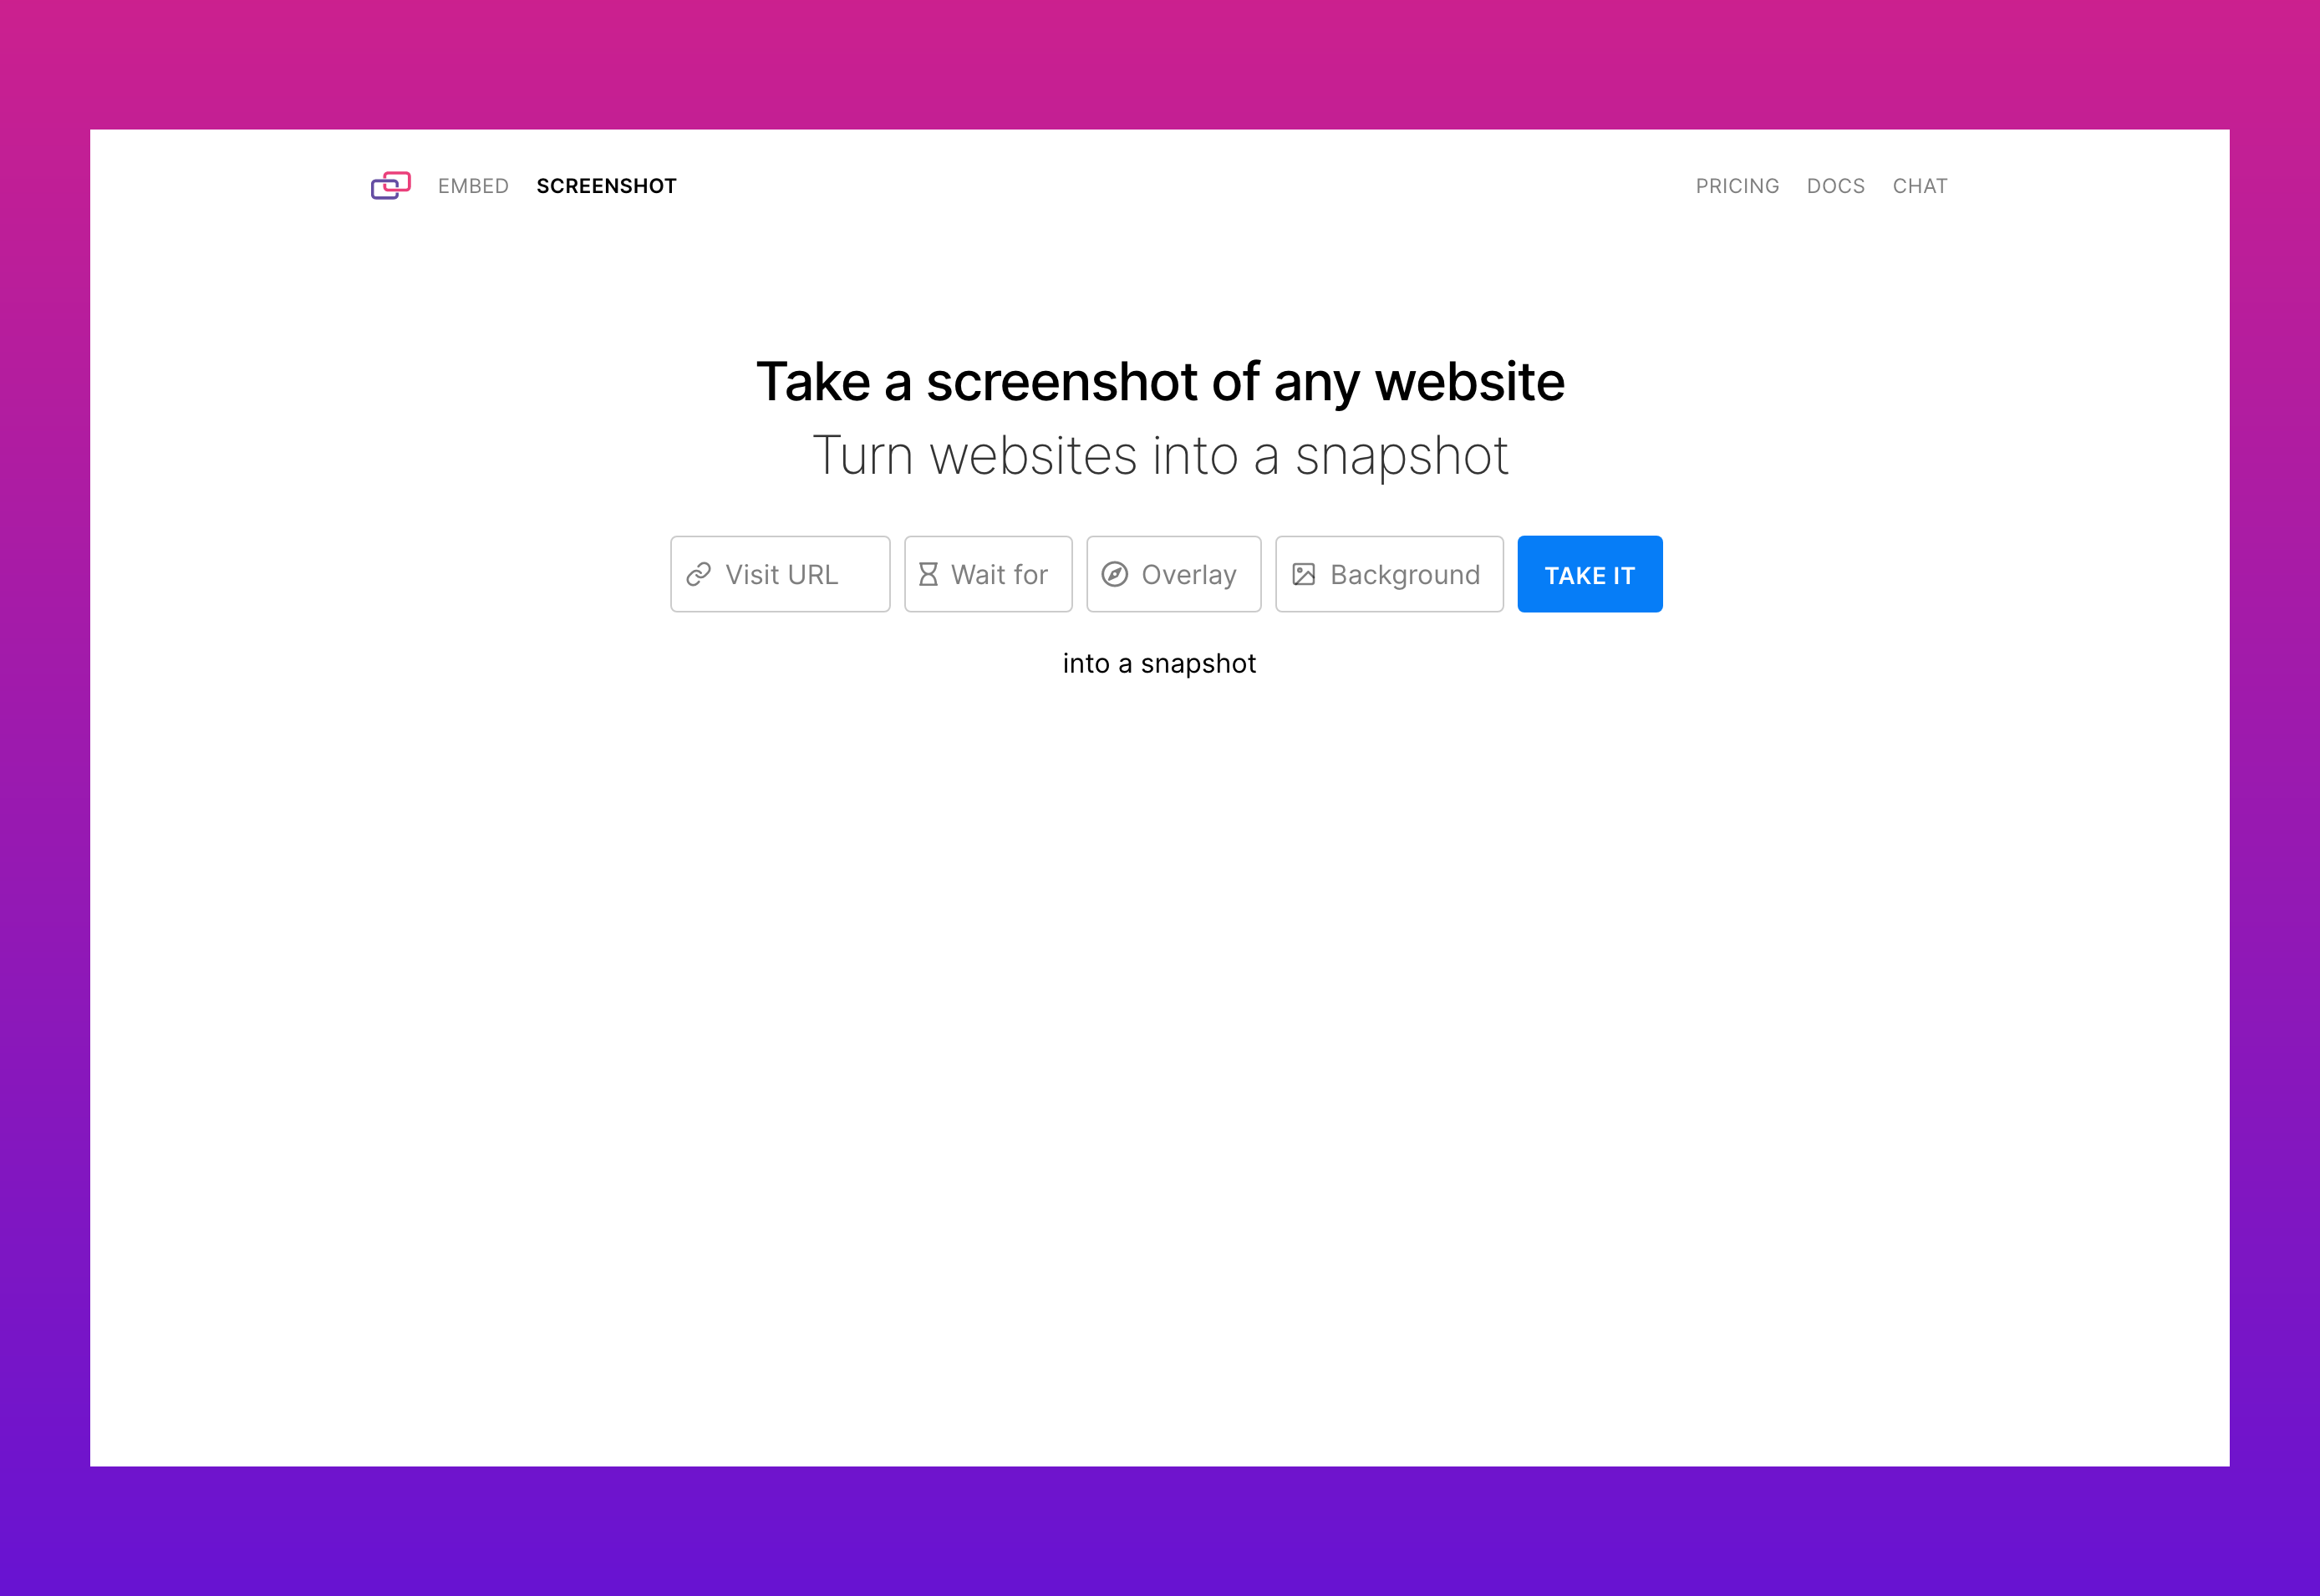 EMBED SCREENSHOT PRICING DOCS CHAT
Take a screenshot of any website
Turn websites into a snapshot
Visit URL Wait for Overlay Background TAKE IT
into a snapshot